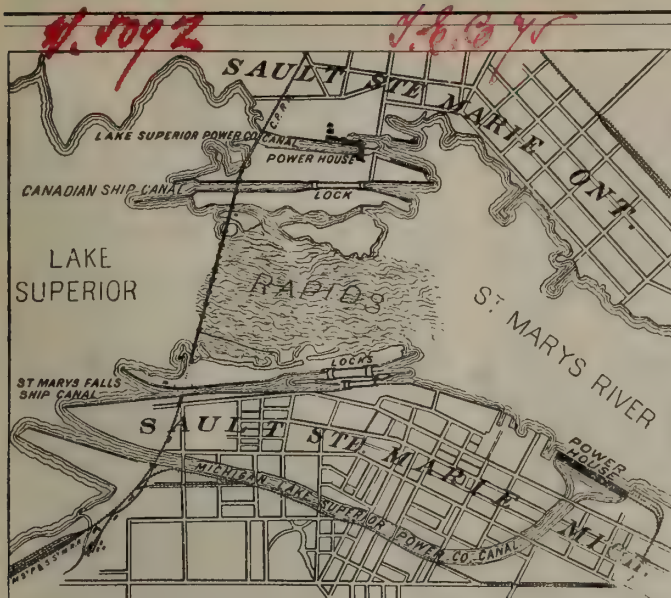 SAULT STE MARIE ONT.
C.P.R.R.
LAKE SUPERIOR POWER CO. CANAL
POWER HOUSE
CANADIAN SHIP CANAL
LOCK
LAKE
SUPERIOR
RAPIDS
ST MARYS RIVER
LOCKS
ST MARYS FALLS
SHIP CANAL
SAULT STE MARIE MICH.
POWER
HOUSE
MICHIGAN LAKE SUPERIOR POWER CO. CANAL